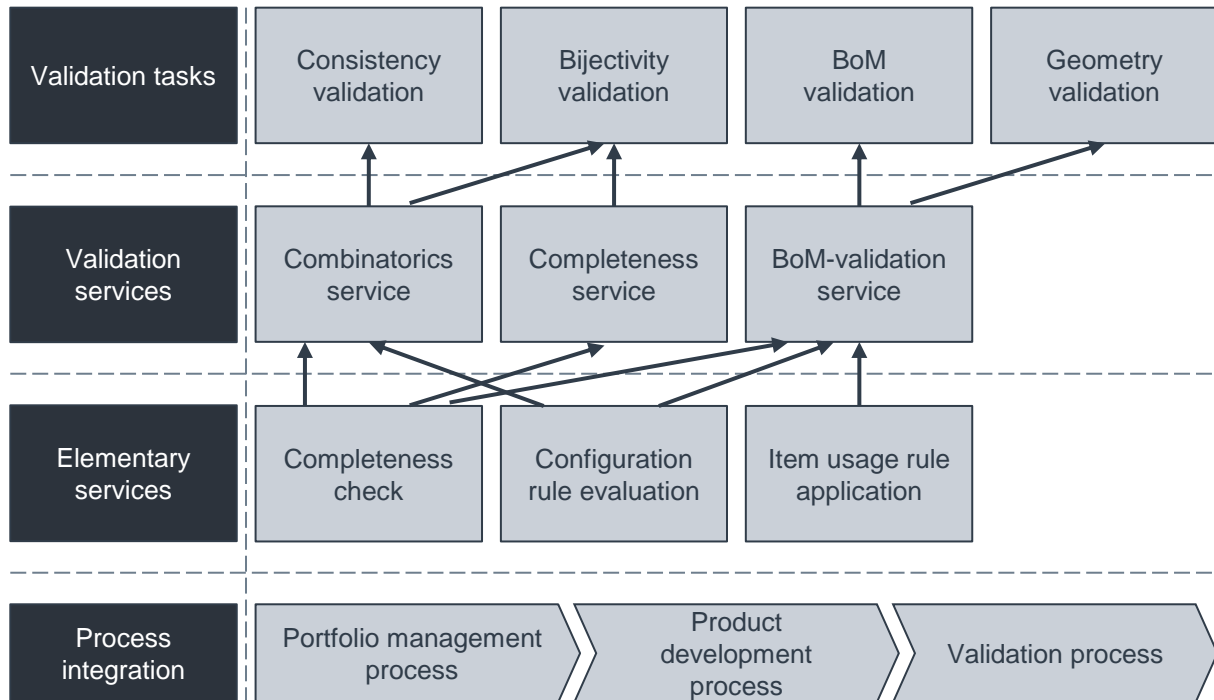 Validation tasks
Consistency
validation
Bijectivity
validation
BoM
validation
Geometry
validation
Validation
services
Combinatorics
service
Completeness
service
BoM-validation
service
Elementary
services
Completeness
check
Configuration
rule evaluation
Item usage rule
application
Process
integration
Portfolio management
process
Product
development
process
Validation process